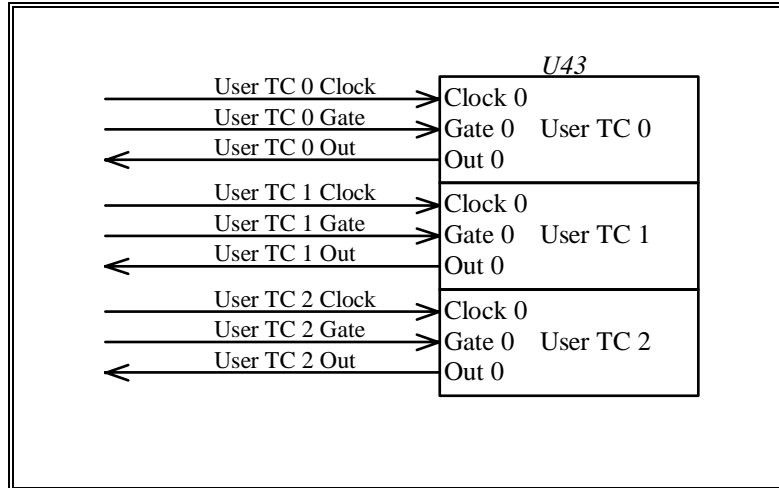 U43
User TC 0 Clock
Clock 0
User TC 0 Gate
Gate 0 User TC 0
User TC 0 Out
Out 0
User TC 1 Clock
Clock 0
User TC 1 Gate
Gate 0 User TC 1
User TC 1 Out
Out 0
User TC 2 Clock
Clock 0
User TC 2 Gate
Gate 0 User TC 2
User TC 2 Out
Out 0